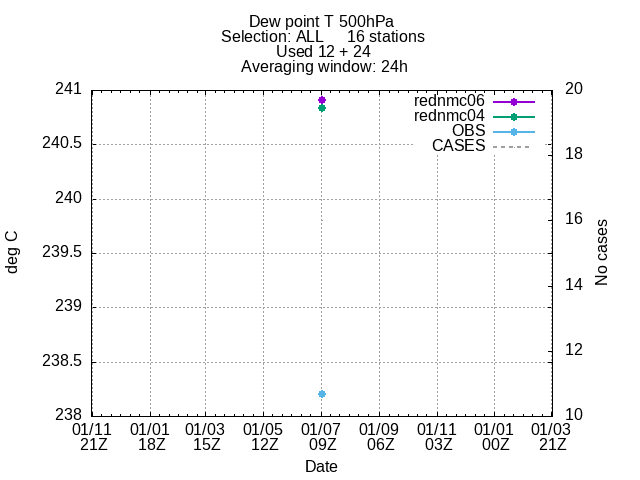 Dew point T 500hPa
Selection: ALL 16 stations
Used 12 + 24
Averaging window: 24h
241
240.5
240
239.5
239
238.5
238
deg C
20
18
16
14
12
10
No cases
rednmc06
rednmc04
OBS
CASES
01/11 01/01 01/03 01/05 01/07 01/09 01/11 01/01 01/03
21Z 18Z 15Z 12Z 09Z 06Z 03Z 00Z 21Z
Date